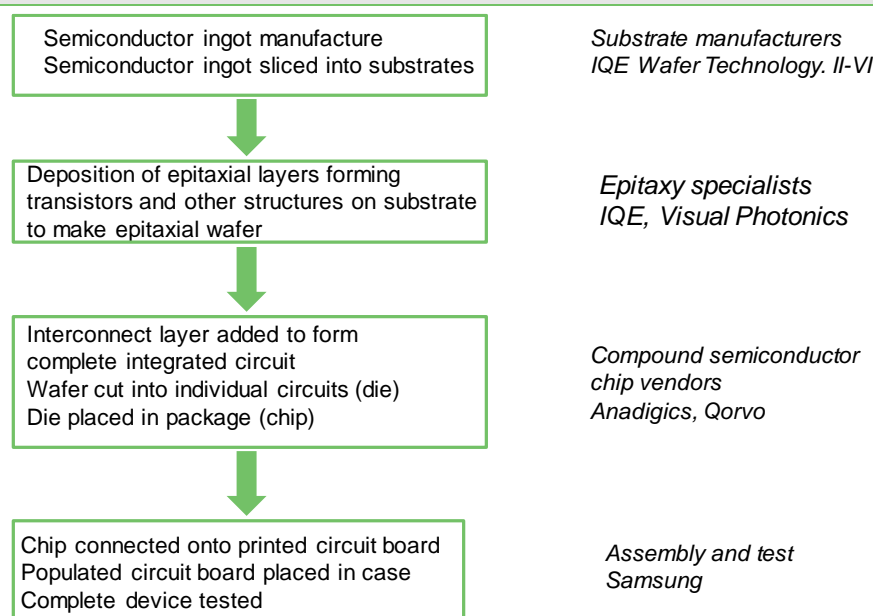 Semiconductor ingot manufacture
Semiconductor ingot sliced into substrates
Substrate manufacturers
IQE Wafer Technology. II-VI
Deposition of epitaxial layers forming
transistors and other structures on substrate
to make epitaxial wafer
Epitaxy specialists
IQE, Visual Photonics
Interconnect layer added to form
complete integrated circuit
Wafer cut into individual circuits (die)
Die placed in package (chip)
Compound semiconductor
chip vendors
Anadigics, Qorvo
Chip connected onto printed circuit board
Populated circuit board placed in case
Complete device tested
Assembly and test
Samsung